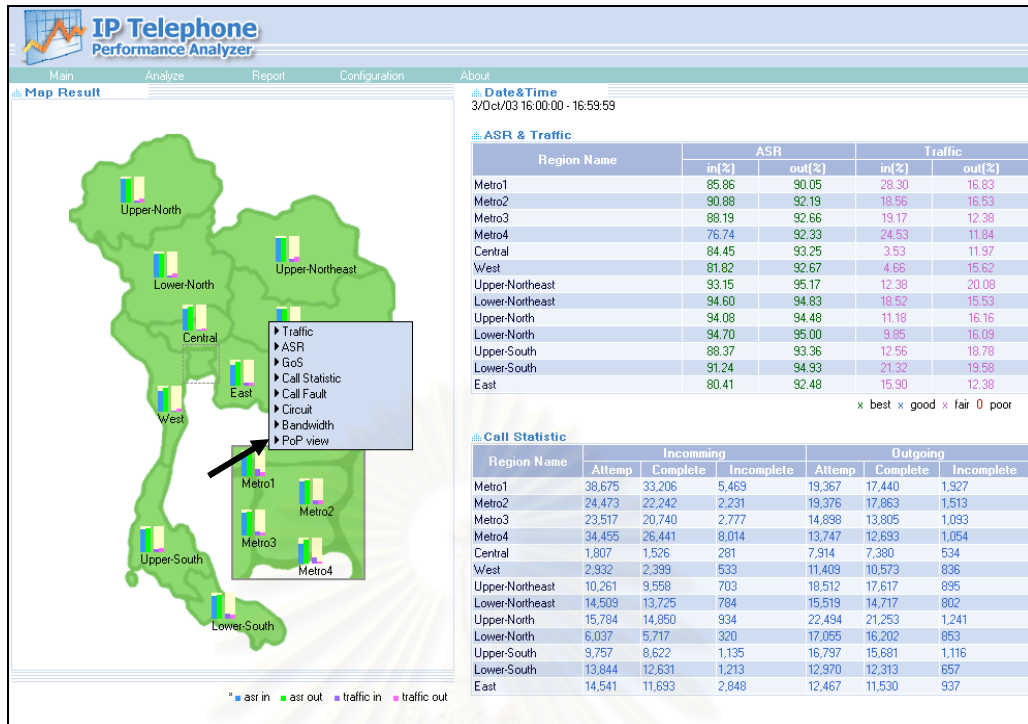 IP Telephone
Performance Analyzer
Main Analyze Report Configuration About
Map Result
Upper-North
Upper-Northeast
Lower-North
Central
East
West
Traffic
ASR
GoS
Call Statistic
Call Fault
Circuit
Bandwidth
PoP view
Metro1
Metro2
Metro3
Metro4
Upper-South
Lower-South
* asr in asr out traffic in traffic out
Date&Time
3/Oct/03 16:00:00 - 16:59:59
ASR & Traffic
Region Name ASR Traffic
in(%) out(%) in(%) out(%)
Metro1 85.86 90.05 28.30 16.83
Metro2 90.88 92.19 18.56 16.53
Metro3 88.19 92.66 19.17 12.38
Metro4 76.74 92.33 24.53 11.84
Central 84.45 93.25 3.53 11.97
West 81.82 92.67 4.66 15.62
Upper-Northeast 93.15 95.17 12.38 20.08
Lower-Northeast 94.60 94.83 18.52 15.53
Upper-North 94.08 94.48 11.18 16.16
Lower-North 94.70 95.00 9.85 16.09
Upper-South 88.37 93.36 12.56 18.78
Lower-South 91.24 94.93 21.32 19.58
East 80.41 92.48 15.90 12.38
x best x good x fair 0 poor
Call Statistic
Region Name Incomming Outgoing
Attemp Complete Incomplete Attemp Complete Incomplete
Metro1 38,675 33,206 5,469 19,367 17,440 1,927
Metro2 24,473 22,242 2,231 19,376 17,863 1,513
Metro3 23,517 20,740 2,777 14,898 13,805 1,093
Metro4 34,455 26,441 8,014 13,747 12,693 1,054
Central 1,807 1,526 281 7,914 7,380 534
West 2,932 2,399 533 11,409 10,573 836
Upper-Northeast 10,261 9,558 703 18,512 17,617 895
Lower-Northeast 14,509 13,725 784 15,519 14,717 802
Upper-North 15,784 14,850 934 22,494 21,253 1,241
Lower-North 6,037 5,717 320 17,055 16,202 853
Upper-South 9,757 8,622 1,135 16,797 15,681 1,116
Lower-South 13,844 12,631 1,213 12,970 12,313 657
East 14,541 11,693 2,848 12,467 11,530 937